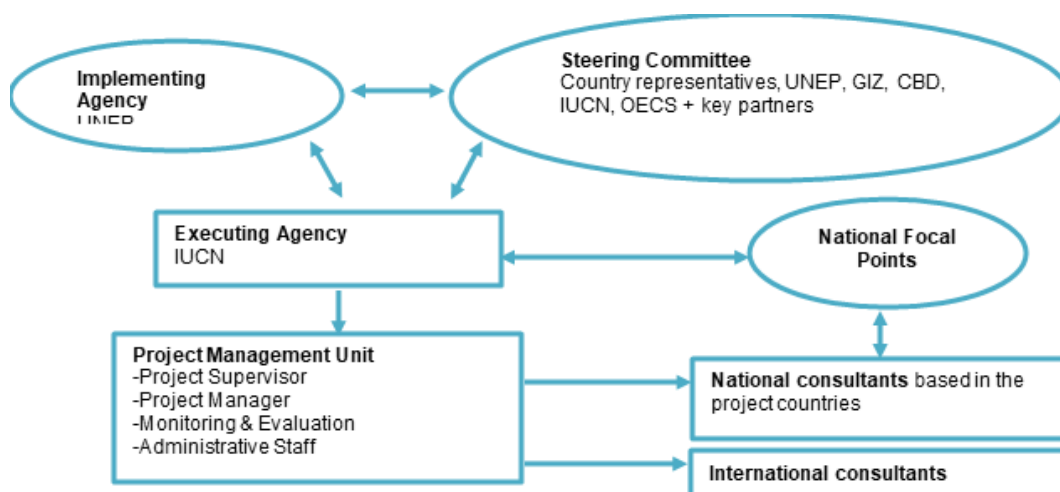 Implementing
Agency
UNEP
Steering Committee
Country representatives, UNEP, GIZ, CBD,
IUCN, OECS + key partners
Executing Agency
IUCN
National Focal
Points
Project Management Unit
-Project Supervisor
-Project Manager
-Monitoring & Evaluation
-Administrative Staff
National consultants based in the
project countries
International consultants